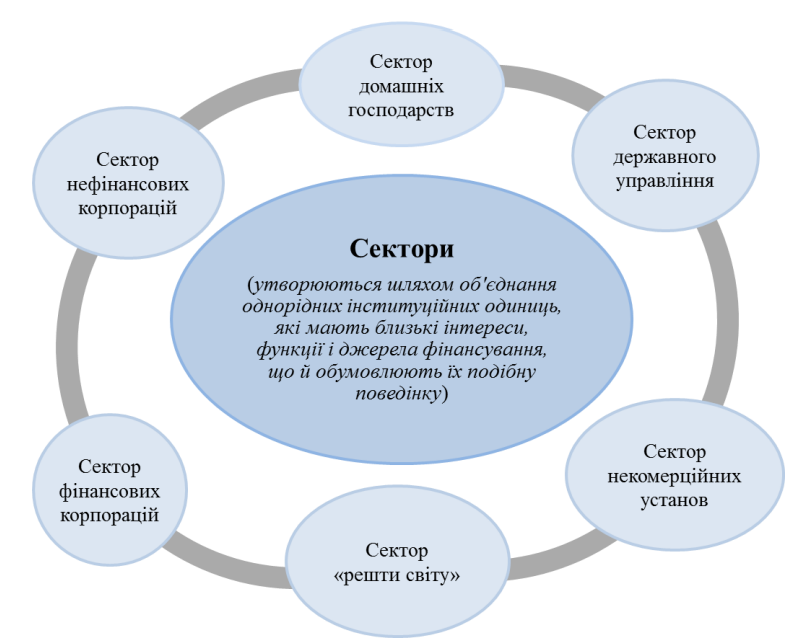 Сектор
домашніх
господарств
Сектор
державного
управління
Сектор
нефінансових
корпорацій
Сектори
(утворюються шляхом об'єднання
однорідних інституційних одиниць,
які мають близькі інтереси,
функції і джерела фінансування,
що й обумовлюють їх подібну
поведінку)
Сектор
некомерційних
установ
Сектор
фінансових
корпорацій
Сектор
«решти світу»